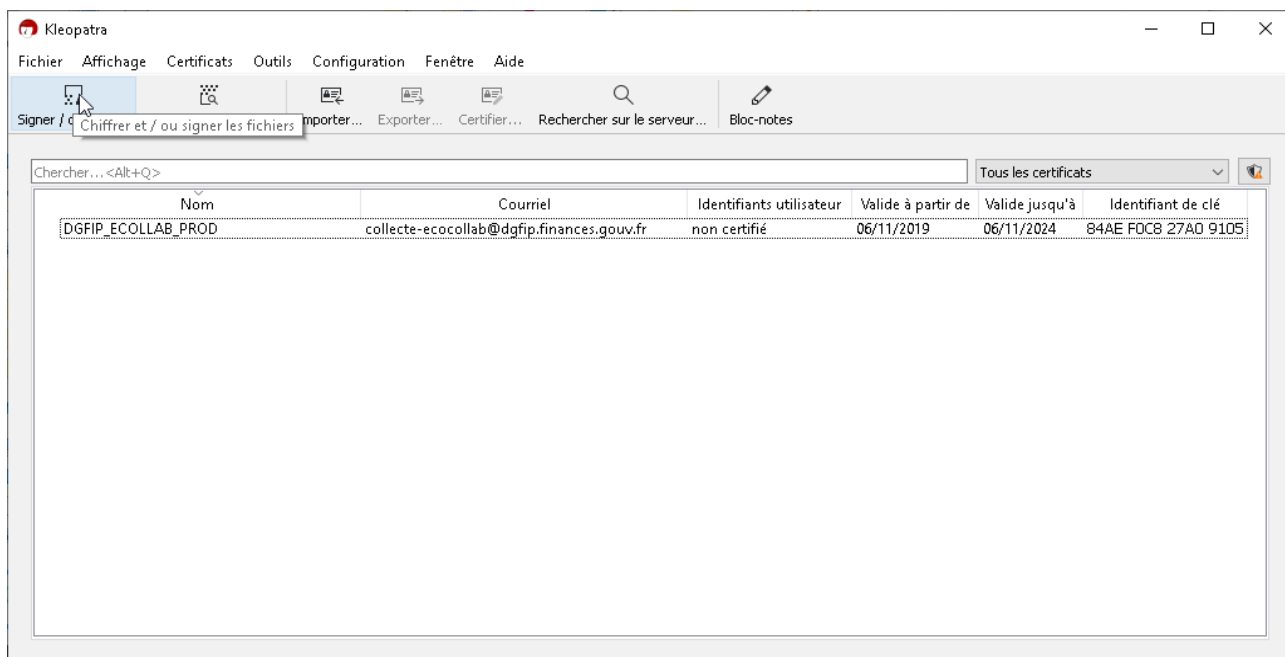 Kleopatra
Fichier Affichage Certificats Outils Configuration Fenêtre Aide
Signer / Importer... Exporter... Certifier... Rechercher sur le serveur... Bloc-notes
Chiffrer et / ou signer les fichiers
Chercher...<Alt+Q> Tous les certificats
Nom Courriel Identifiants utilisateur Valide à partir de Valide jusqu'à Identifiant de clé
DGFIP_ECOLLAB_PROD collecte-ecocollab@dgfip.finances.gouv.fr non certifié 06/11/2019 06/11/2024 84AE F0C8 27A0 9105